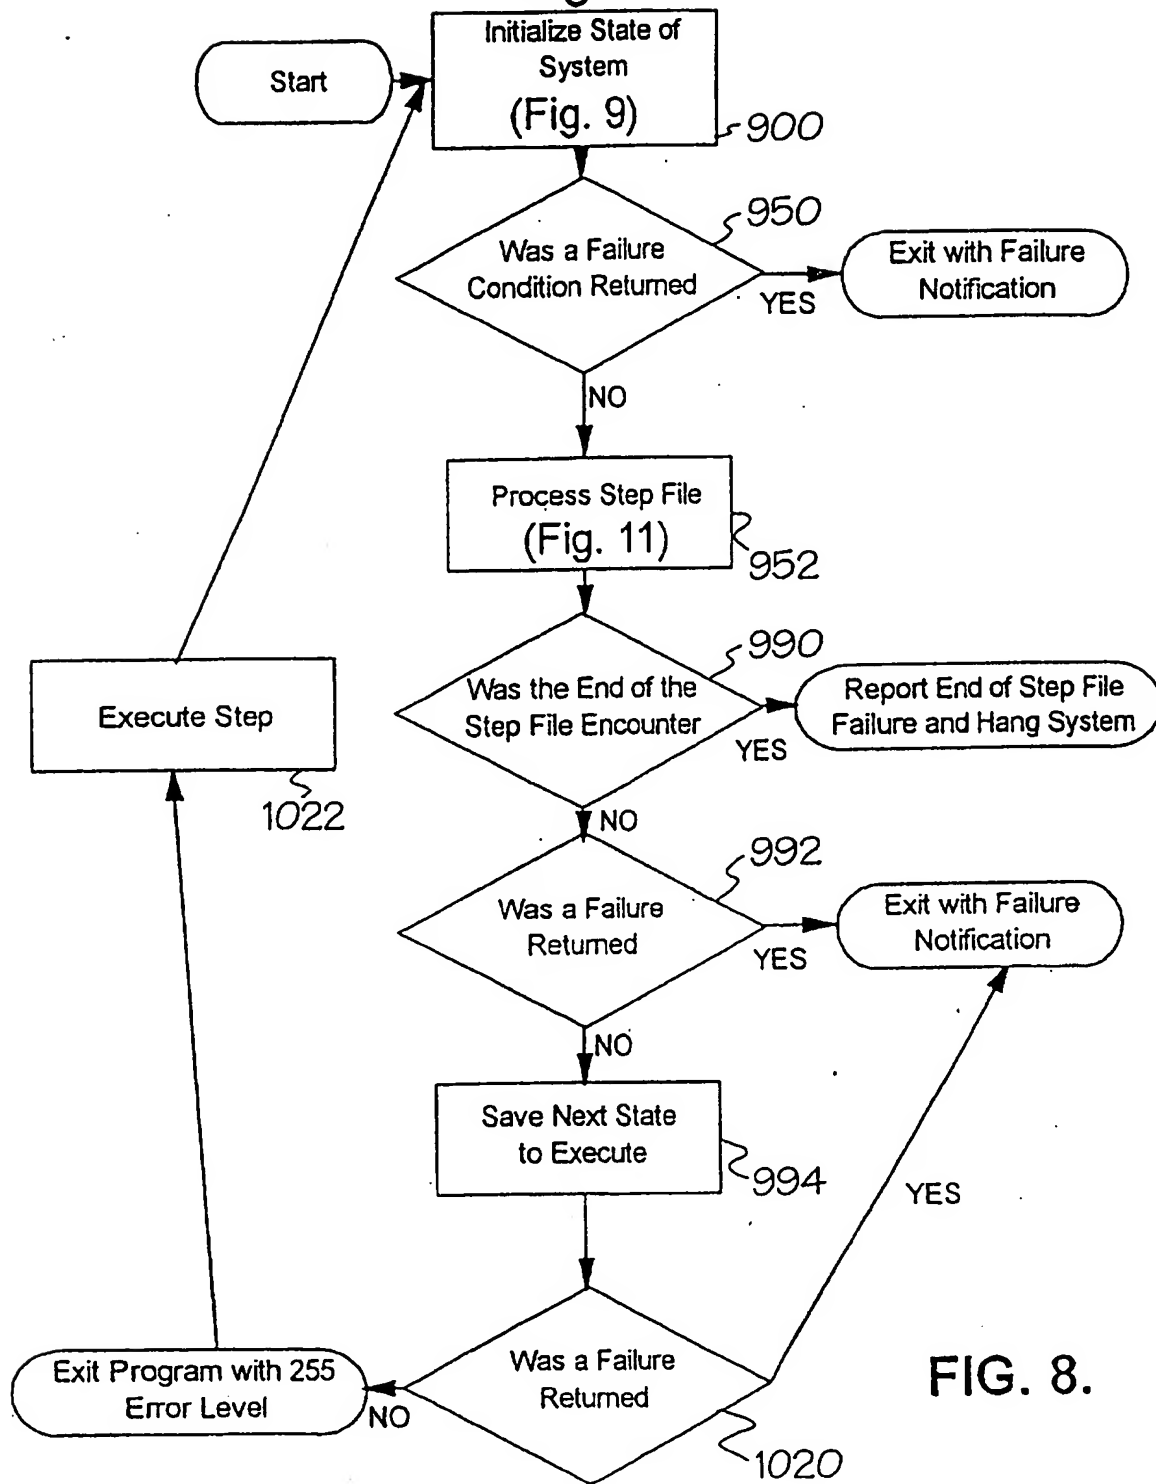 Start
Initialize State of
System
(Fig. 9)
900
950
Was a Failure
Condition Returned
YES
Exit with Failure
Notification
NO
Process Step File
(Fig. 11)
952
990
Was the End of the
Step File Encounter
YES
Report End of Step File
Failure and Hang System
Execute Step
1022
NO
992
Was a Failure
Returned
YES
Exit with Failure
Notification
NO
Save Next State
to Execute
994
YES
Was a Failure
Returned
1020
NO
Exit Program with 255
Error Level
FIG. 8.